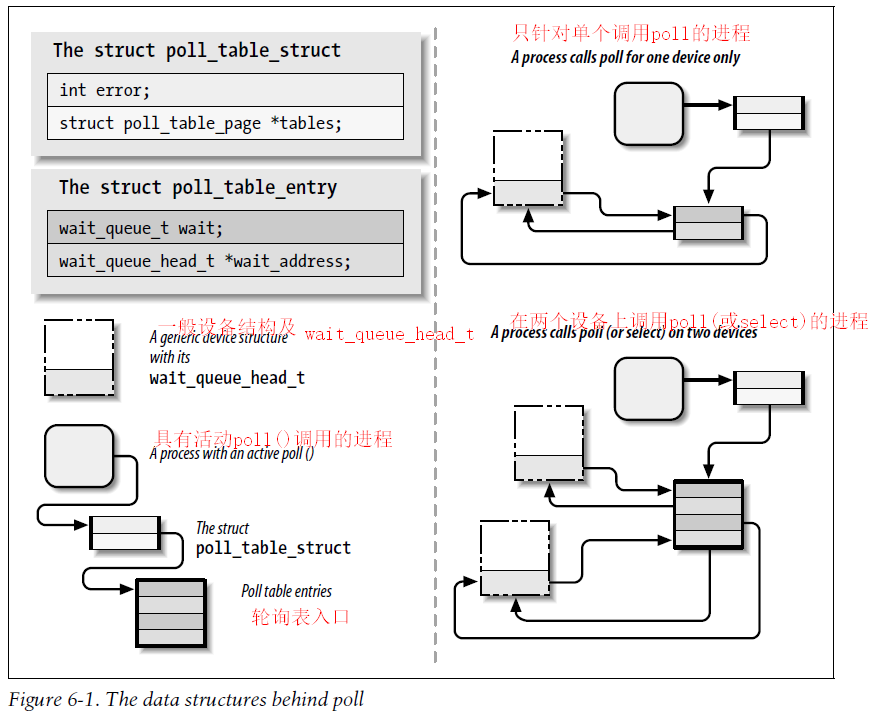 The struct poll_table_struct
int error;
struct poll_table_page *tables;
The struct poll_table_entry
wait_queue_t wait;
wait_queue_head_t *wait_address;
一般设备结构及 wait_queue_head_t
A generic device structure
with its
wait_queue_head_t
具有活动poll()调用的进程
A process with an active poll ()
The struct
poll_table_struct
Poll table entries
轮询表入口
只针对单个调用poll的进程
A process calls poll for one device only
在两个设备上调用poll(或select)的进程
A process calls poll (or select) on two devices
Figure 6-1. The data structures behind poll